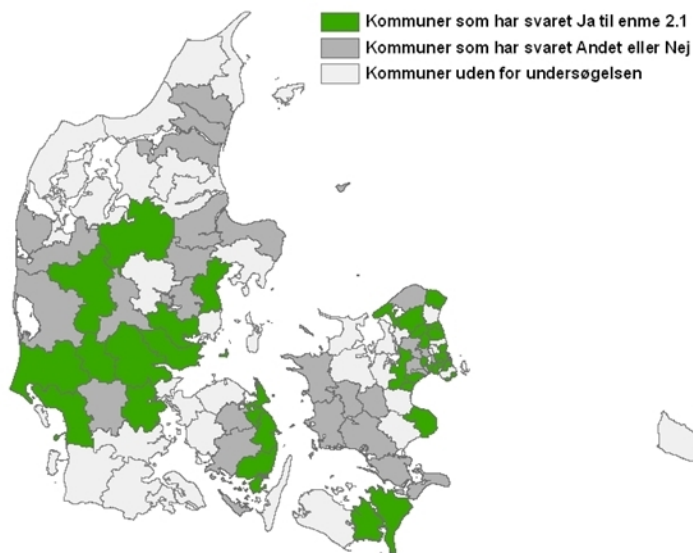 Kommuner som har svaret Ja til enme 2.1
Kommuner som har svaret Andet eller Nej
Kommuner uden for undersøgelsen